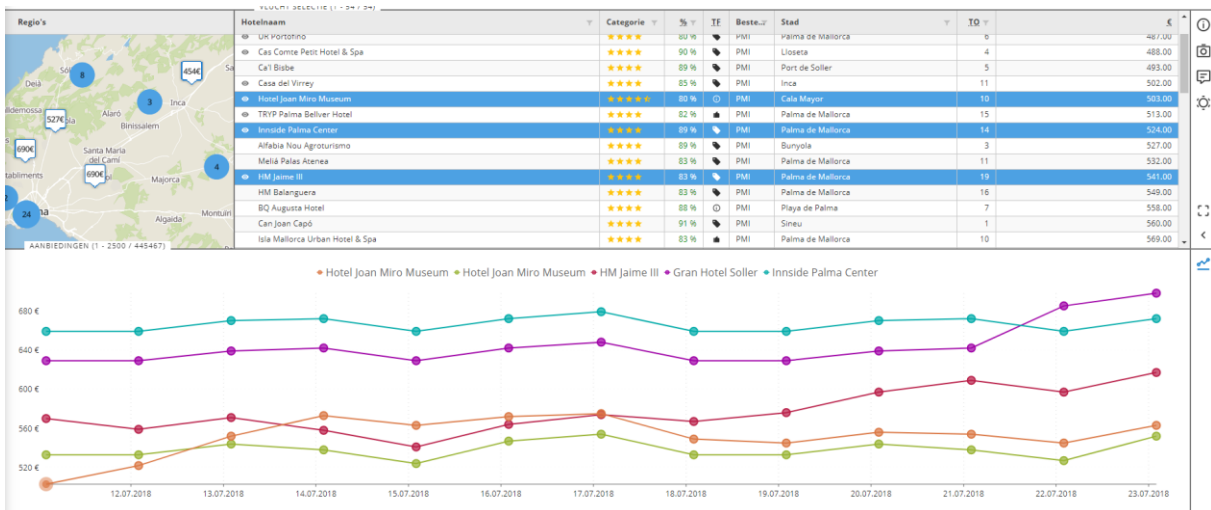 VLUCHT SELECTIE (1 - 54 / 54)
Regio's
Hotelnaam Categorie % TF Beste... Stad TO €
UR Portofino ★★★★ 80 % PMI Palma de Mallorca 6 487.00
Cas Comte Petit Hotel & Spa ★★★★ 90 % PMI Lloseta 4 488.00
Ca'l Bisbe ★★★★ 89 % PMI Port de Soller 5 493.00
Casa del Virrey ★★★★ 85 % PMI Inca 11 502.00
Hotel Joan Miro Museum 80 % PMI Cala Mayor 10 503.00
TRYP Palma Bellver Hotel ★★★★ 82 % PMI Palma de Mallorca 15 513.00
Innside Palma Center ★★★★ 89 % PMI Palma de Mallorca 14 524.00
Alfabia Nou Agroturismo ★★★★ 89 % PMI Bunyola 3 527.00
Meliá Palas Atenea ★★★★ 83 % PMI Palma de Mallorca 11 532.00
HM Jaime III ★★★★ 83 % PMI Palma de Mallorca 19 541.00
HM Balanguera ★★★★ 83 % PMI Palma de Mallorca 16 549.00
BQ Augusta Hotel ★★★★ 88 % PMI Playa de Palma 7 558.00
Can Joan Capó ★★★★ 91 % PMI Sineu 1 560.00
Isla Mallorca Urban Hotel & Spa ★★★★ 83 % PMI Palma de Mallorca 10 569.00
8
454€
Sa
Deià
3
Inca
Alaró
527€
Binissalem
690€
Santa Maria
del Camí
4
690€
Majorca
24
Algaida
Montuïri
AANBIEDINGEN (1 - 2500 / 445467)
Hotel Joan Miro Museum Hotel Joan Miro Museum HM Jaime III Gran Hotel Soller Innside Palma Center
680 €
640 €
600 €
560 €
520 €
12.07.2018 13.07.2018 14.07.2018 15.07.2018 16.07.2018 17.07.2018 18.07.2018 19.07.2018 20.07.2018 21.07.2018 22.07.2018 23.07.2018